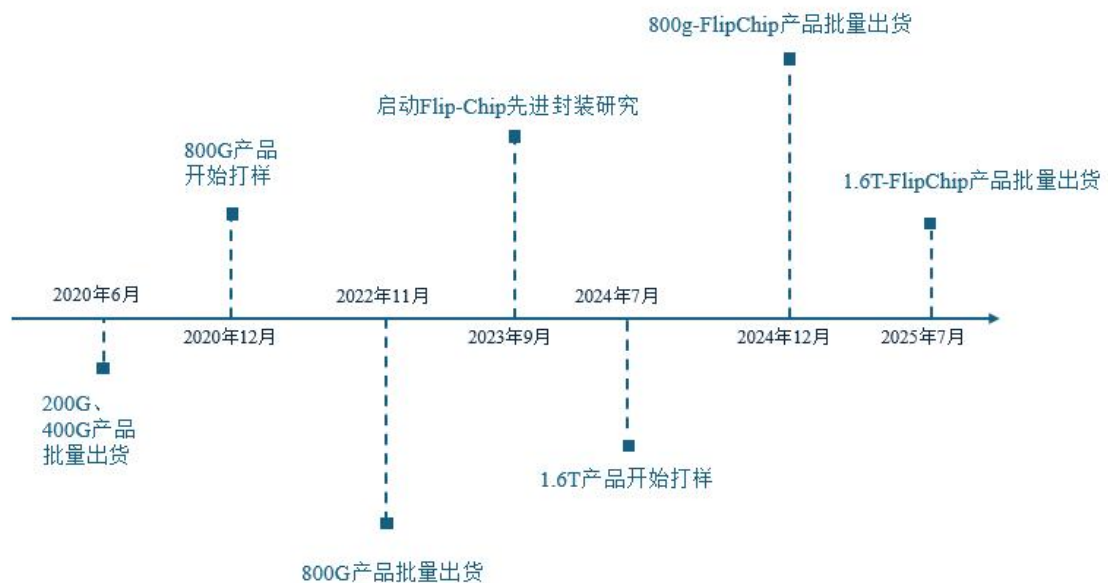 800g-FlipChip产品批量出货
启动Flip-Chip先进封装研究
800G产品
开始打样
1.6T-FlipChip产品批量出货
2020年6月
2022年11月
2024年7月
2020年12月
2023年9月
2024年12月
2025年7月
200G、
400G产品
批量出货
1.6T产品开始打样
800G产品批量出货